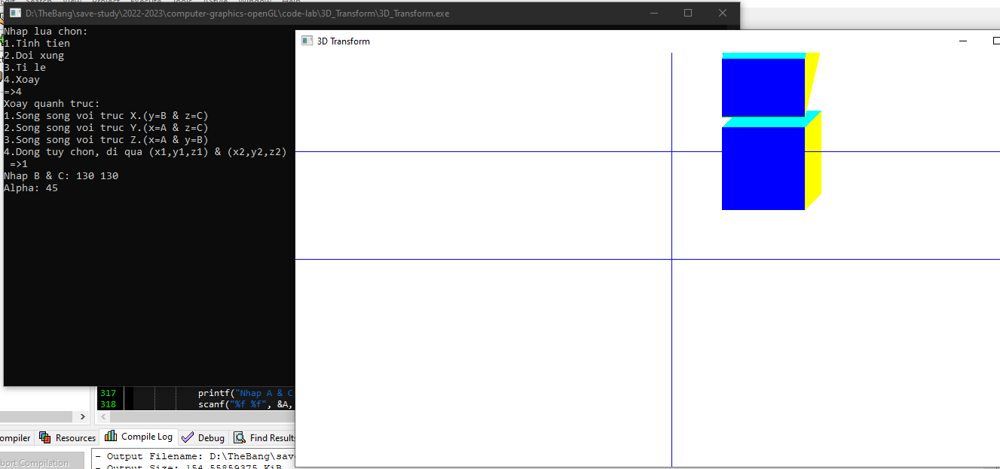 D:\TheBang\save-study\2022-2023\computer-graphics-openGL\code-lab\3D_Transform\3D_Transform.exe
Nhap lua chon:
1.Tinh tien
2.Doi xung
3.Ti le
4.Xoay
=>4
Xoay quanh truc:
1.Song song voi truc X.(y=B & z=C)
2.Song song voi truc Y.(x=A & z=C)
3.Song song voi truc Z.(x=A & y=B)
4.Dong tuy chon, di qua (x1,y1,z1) & (x2,y2,z2)
=>1
Nhap B & C: 130 130
Alpha: 45
3D Transform
317 printf("Nhap A & C
318 scanf("%f %f", &A,
ompiler Resources Compile Log Debug Find Results
bort Compilation
- Output Filename: D:\TheBang\save
- Output Size: 154.55859375 KiB